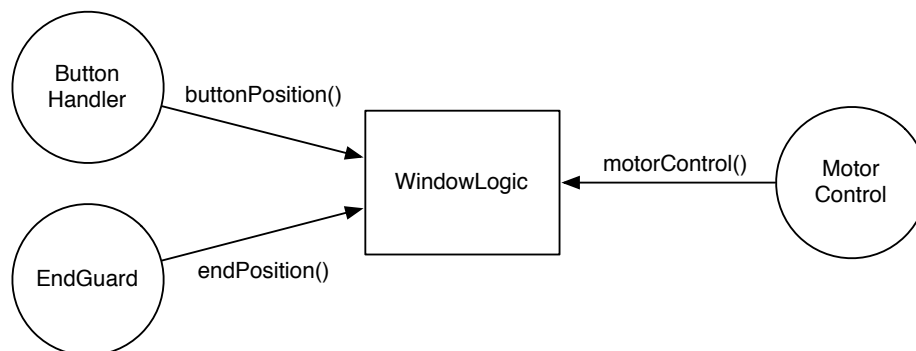 Button
Handler
buttonPosition()
WindowLogic
motorControl()
Motor
Control
EndGuard
endPosition()